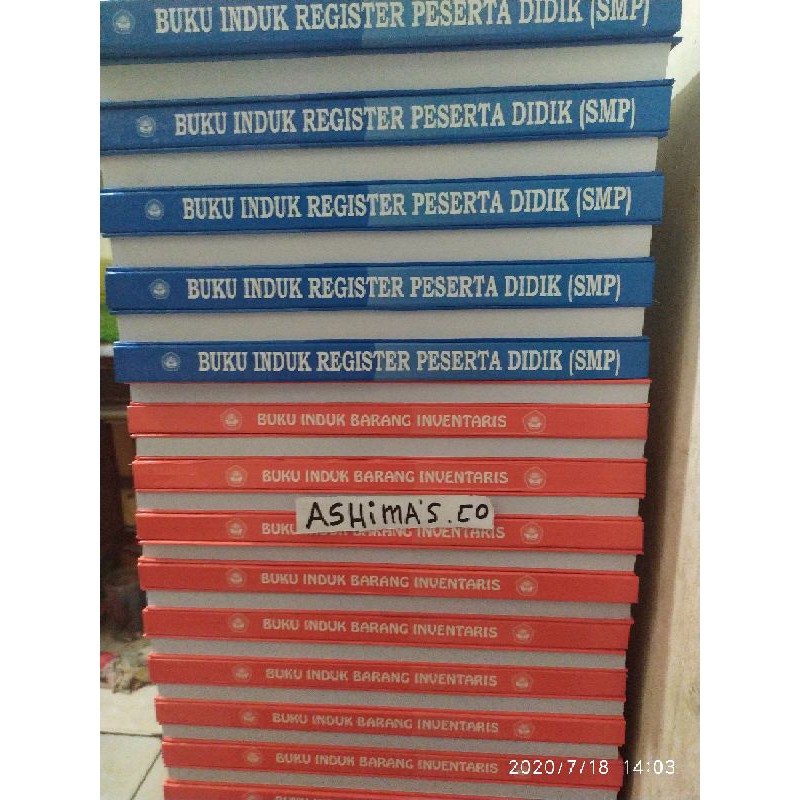 BUKU INDUK REGISTER PESERTA DIDIK (SMP)
BUKU INDUK REGISTER PESERTA DIDIK (SMP)
BUKU INDUK REGISTER PESERTA DIDIK (SMP)
BUKU INDUK REGISTER PESERTA DIDIK (SMP)
BUKU INDUK REGISTER PESERTA DIDIK (SMP)
BUKU INDUK BARANG INVENTARIS
BUKU INDUK BARANG INVENTARIS
ASHiMA'S.CO
BUKU INDUK BARANG INVENTARIS
BUKU INDUK BARANG INVENTARIS
BUKU INDUK BARANG INVENTARIS
BUKU INDUK BARANG INVENTARIS
BUKU INDUK BARANG INVENTARIS
BUKU INDUK BARANG INVENTARIS
2020/7/18 14:03